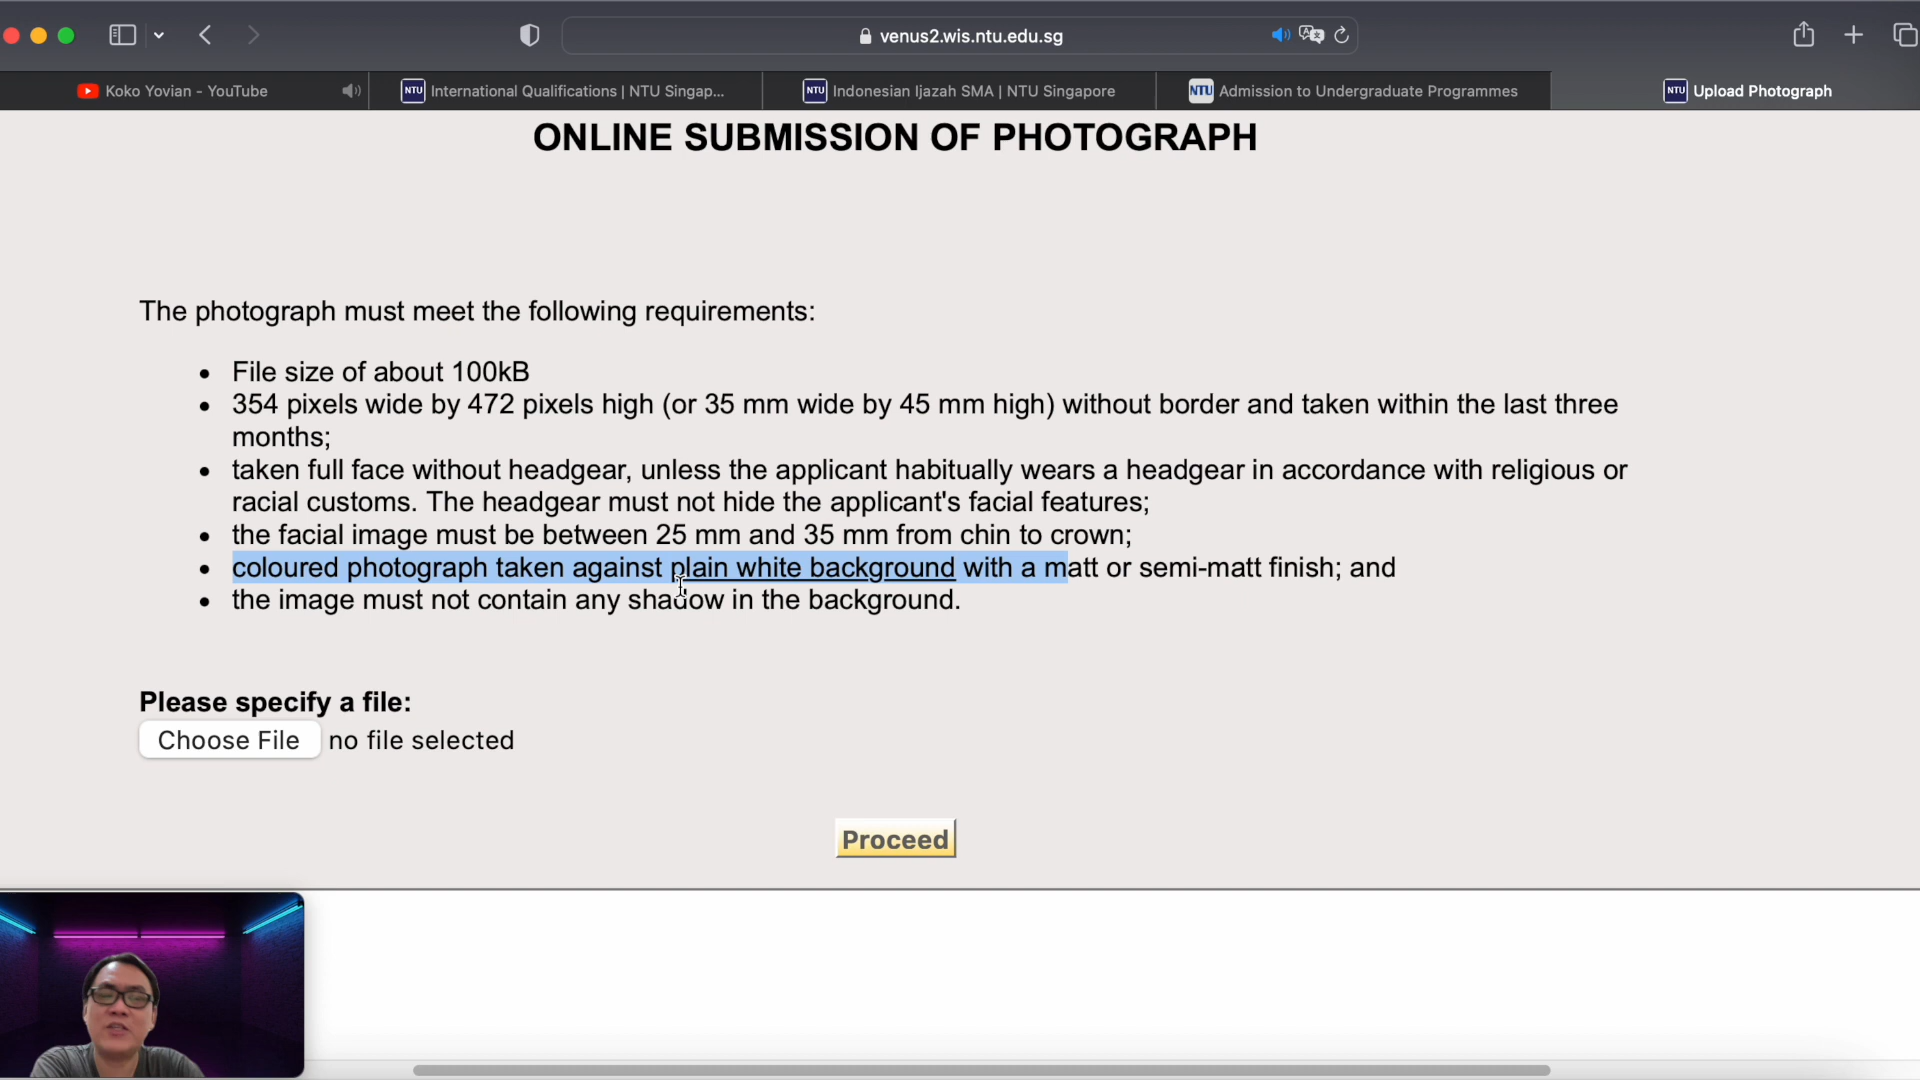 venus2.wis.ntu.edu.sg
Koko Yovian - YouTube
NTU International Qualifications | NTU Singap...
NTU Indonesian Ijazah SMA | NTU Singapore
NTU Admission to Undergraduate Programmes
NTU Upload Photograph
ONLINE SUBMISSION OF PHOTOGRAPH
The photograph must meet the following requirements:
• File size of about 100kB
• 354 pixels wide by 472 pixels high (or 35 mm wide by 45 mm high) without border and taken within the last three
months;
• taken full face without headgear, unless the applicant habitually wears a headgear in accordance with religious or
racial customs. The headgear must not hide the applicant's facial features;
• the facial image must be between 25 mm and 35 mm from chin to crown;
• coloured photograph taken against plain white background with a matt or semi-matt finish; and
• the image must not contain any shadow in the background.
Please specify a file:
Choose File no file selected
Proceed